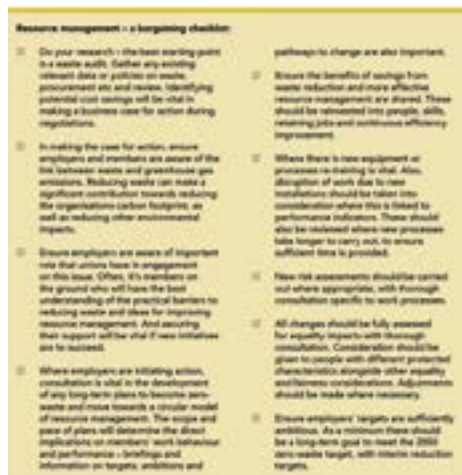 Resource management – a bargaining checklist:
Do your research – the best starting point
is a waste audit. Gather any existing
relevant data or policies on waste,
procurement etc and review. Identifying
potential cost savings will be vital in
making a business case for action during
negotiations.
In making the case for action, ensure
employers and members are aware of the
link between waste and greenhouse gas
emissions. Reducing waste can make a
significant contribution towards reducing
the organisations carbon footprint, as
well as reducing other environmental
impacts.
Ensure employers are aware of important
role that unions have in engagement
on this issue. Often, it's members on
the ground who will have the best
understanding of the practical barriers to
reducing waste and ideas for improving
resource management. And securing
their support will be vital if new initiatives
are to succeed.
Where employers are initiating action,
consultation is vital in the development
of any long-term plans to become zero-
waste and move towards a circular model
of resource management. The scope and
pace of plans will determine the direct
implications on members' work behaviour
and performance – briefings and
information on targets, ambitions and
pathways to change are also important.
Ensure the benefits of savings from
waste reduction and more effective
resource management are shared. These
should be reinvested into people, skills,
retaining jobs and continuous efficiency
improvement.
Where there is new equipment or
processes re-training is vital. Also,
disruption of work due to new
installations should be taken into
consideration where this is linked to
performance indicators. These should
also be reviewed where new processes
take longer to carry out, to ensure
sufficient time is provided.
New risk assessments should be carried
out where appropriate, with thorough
consultation specific to work processes.
All changes should be fully assessed
for equality impacts with thorough
consultation. Consideration should be
given to people with different protected
characteristics alongside other equality
and fairness considerations. Adjustments
should be made where necessary.
Ensure employers' targets are sufficiently
ambitious. As a minimum there should
be a long-term goal to meet the 2050
zero-waste target, with interim reduction
targets.